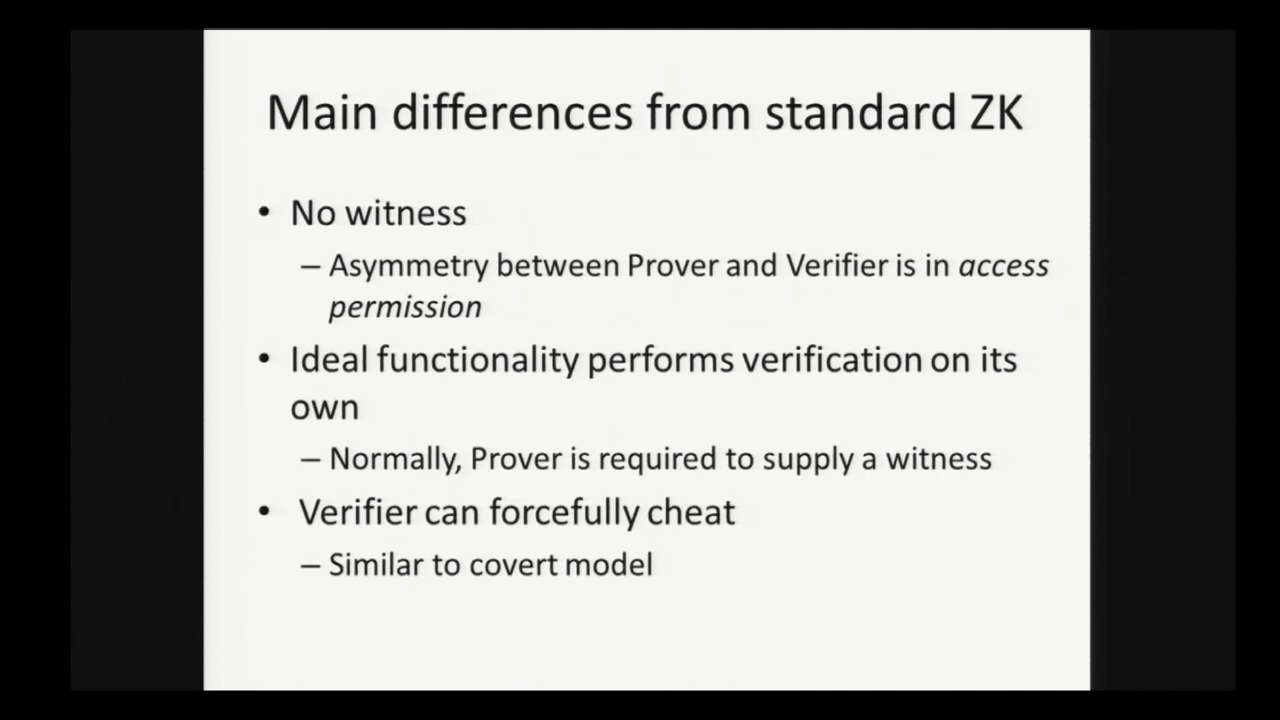 Main differences from standard ZK
• No witness
– Asymmetry between Prover and Verifier is in access
permission
• Ideal functionality performs verification on its
own
– Normally, Prover is required to supply a witness
• Verifier can forcefully cheat
– Similar to covert model